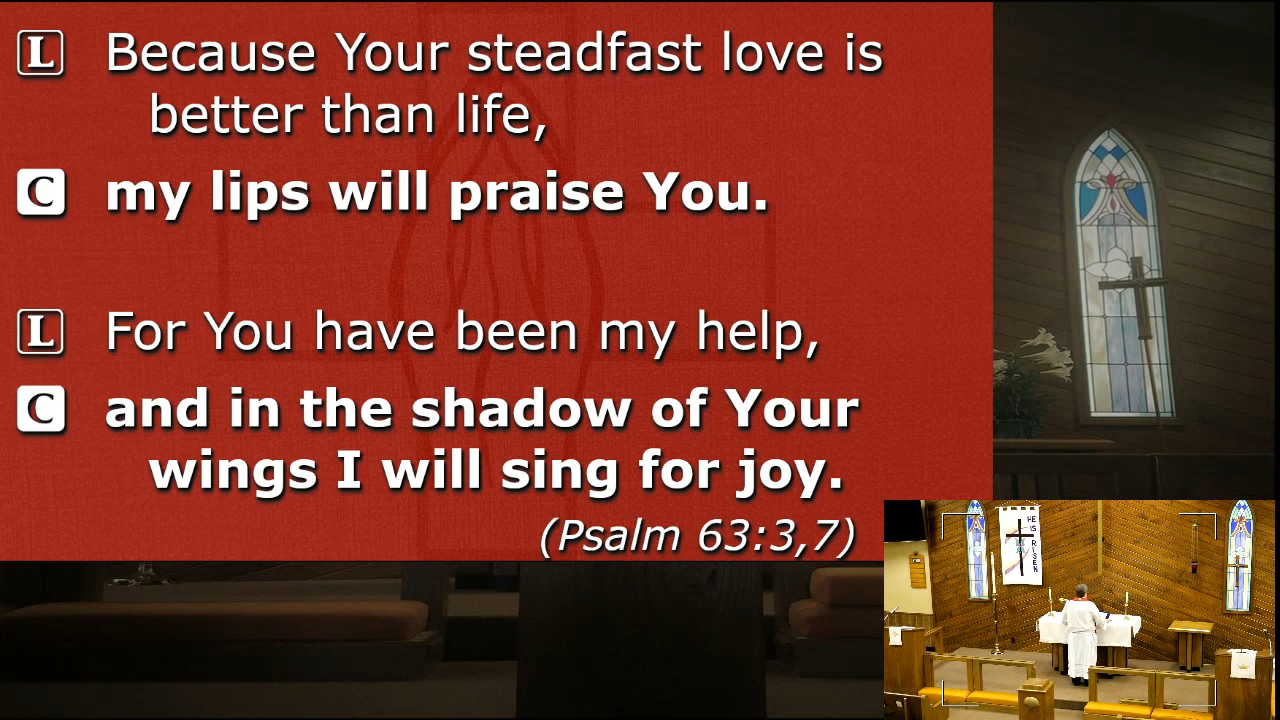 L Because Your steadfast love is
better than life,
C my lips will praise You.
L For You have been my help,
C and in the shadow of Your
wings I will sing for joy.
(Psalm 63:3,7)
HE
IS
RISEN